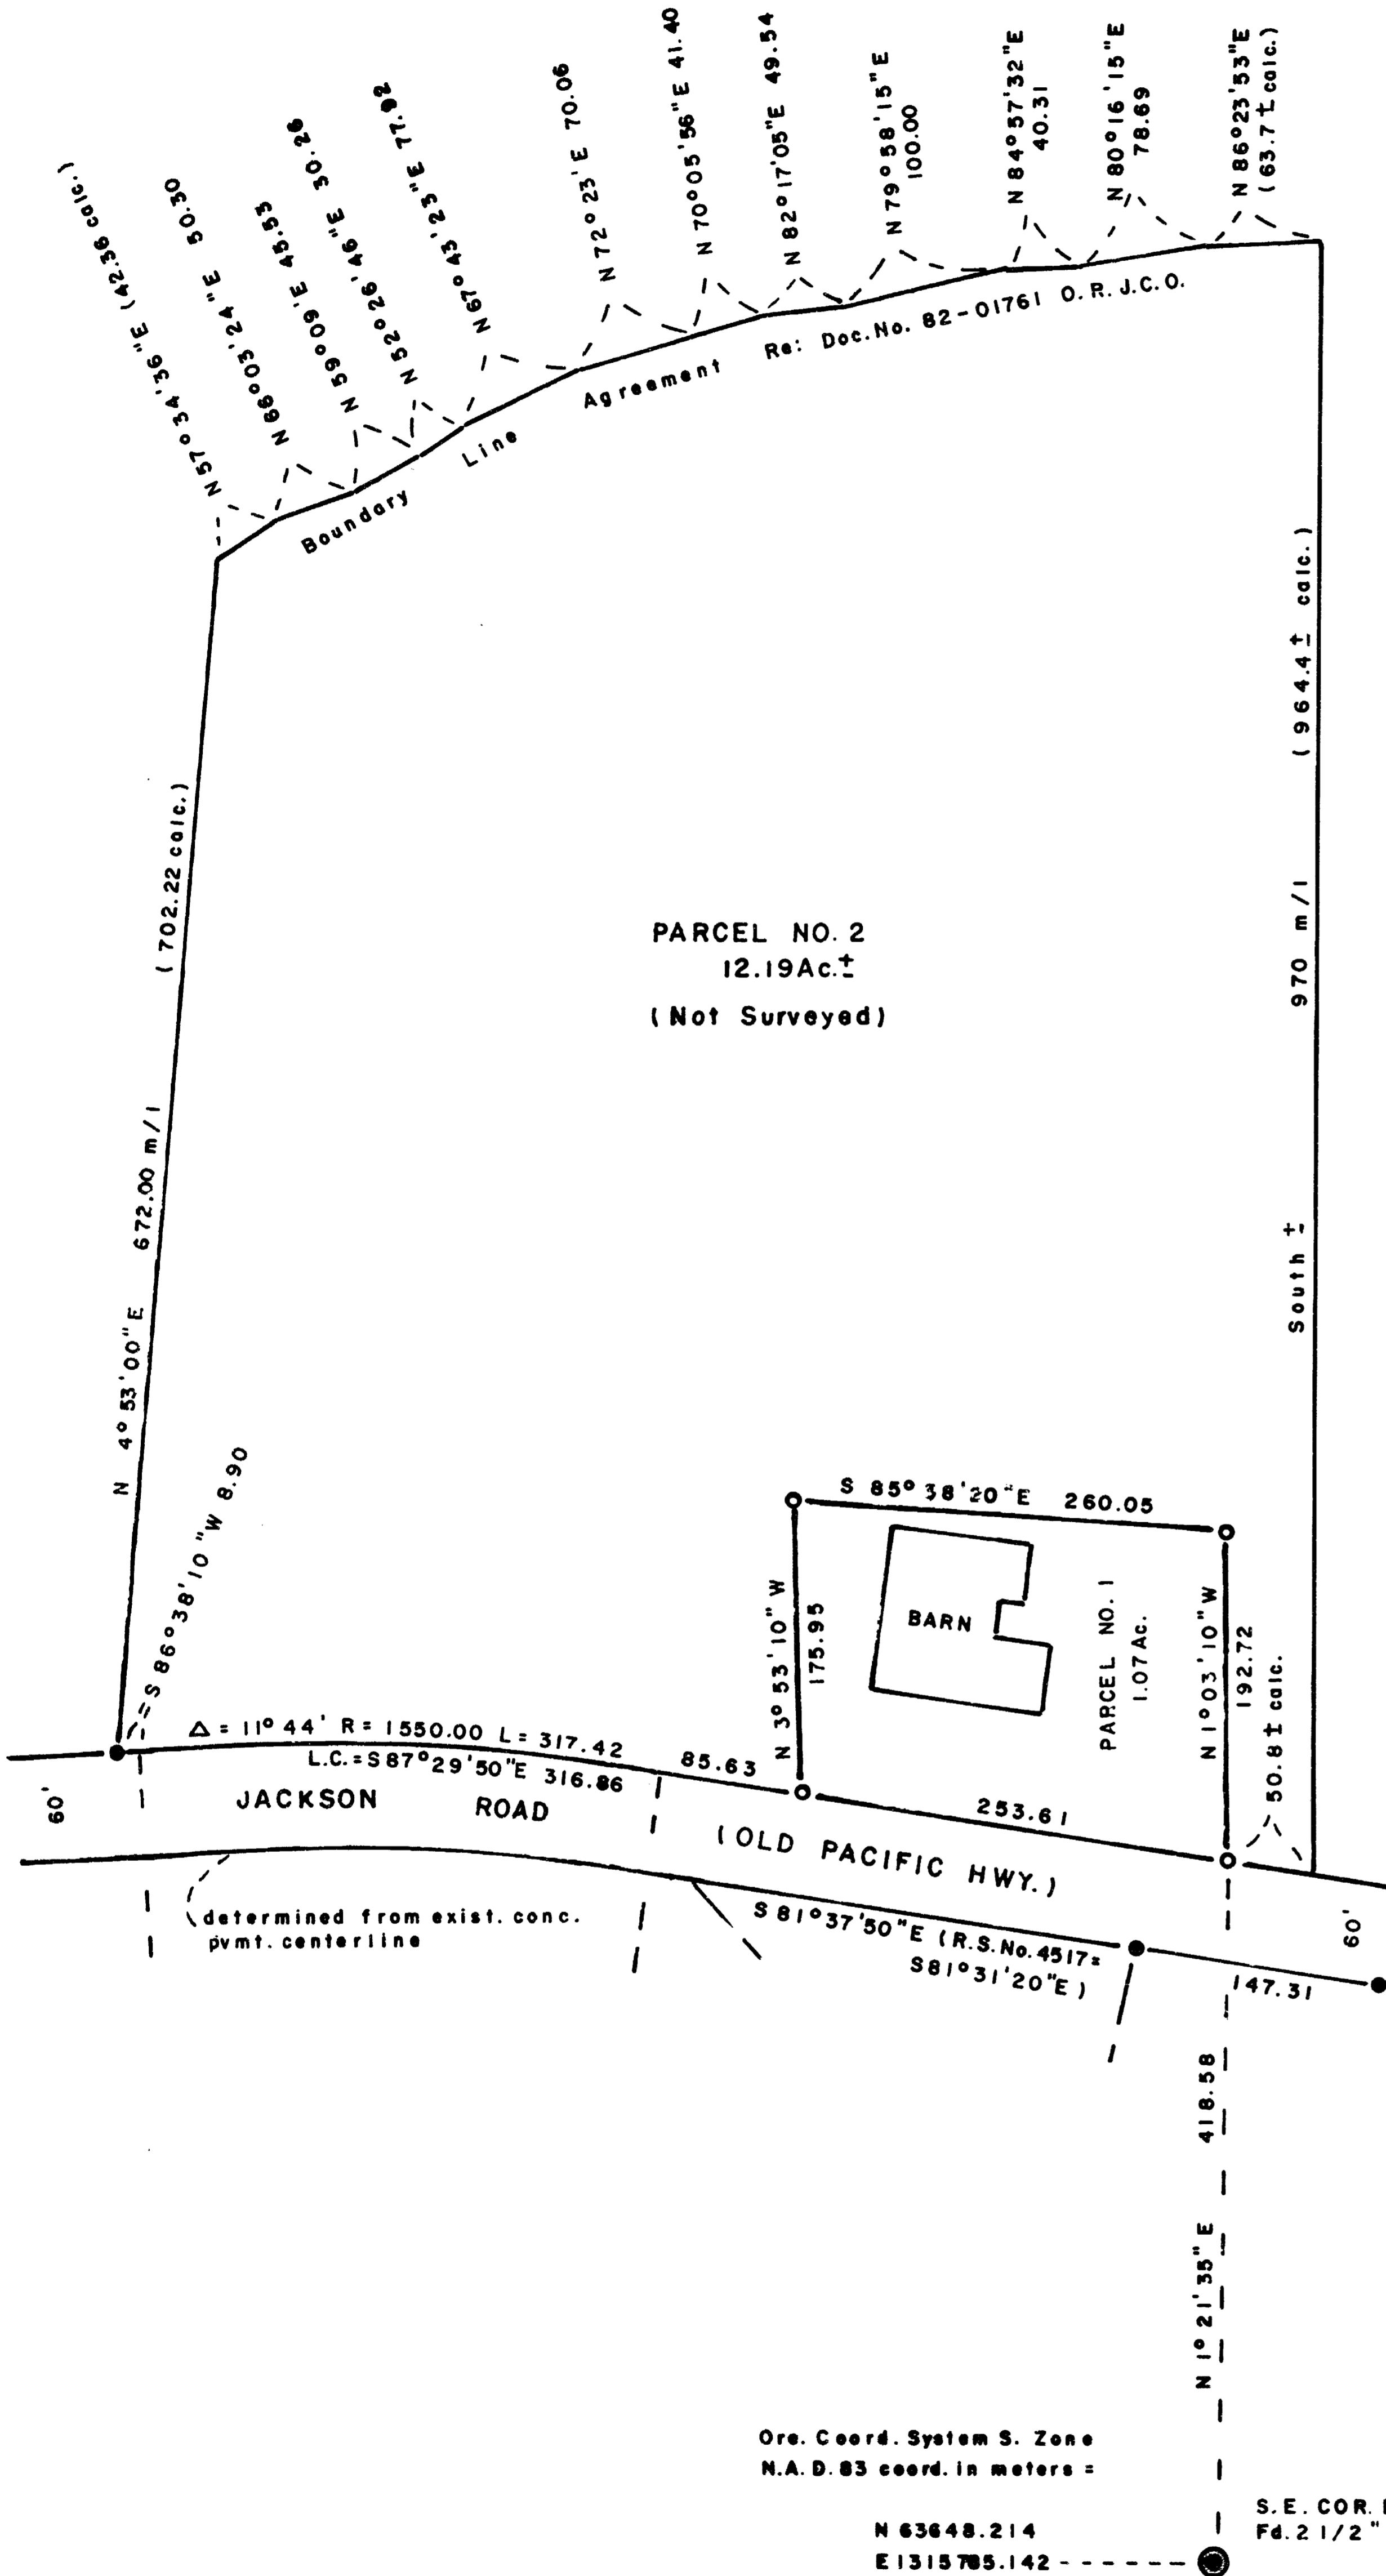 N 57° 34' 36" E (42.36 calc.)
N 66° 03' 24" E 50.30
N 59° 09' E 45.53
N 52° 26' 46" E 30.26
N 67° 43' 23" E 77.92
N 72° 23' E 70.06
N 70° 05' 56" E 41.40
N 82° 17' 05" E 49.54
N 79° 58' 15" E
100.00
N 84° 57' 32" E
40.31
N 80° 16' 15" E
78.69
N 86° 23' 53" E
(63.7 ± calc.)
Boundary Line Agreement Re: Doc. No. 82-01761 O.R.J.C.O.
N 4° 53' 00" E 672.00 m/l (702.22 calc.)
South ± 970 m/l (964.4 ± calc.)
PARCEL NO. 2
12.19 Ac. ±
(Not Surveyed)
S 86° 38' 10" W 8.90
S 85° 38' 20" E 260.05
N 3° 53' 10" W
175.95
BARN
PARCEL NO. 1
1.07 Ac.
N 1° 03' 10" W
192.72
50.8 ± calc.
Δ = 11° 44' R = 1550.00 L = 317.42
L.C. = S 87° 29' 50" E 316.86
85.63
253.61
60'
JACKSON ROAD
(OLD PACIFIC HWY.)
determined from exist. conc.
pvmt. centerline
S 81° 37' 50" E (R.S. No. 4517 =
S 81° 31' 20" E)
147.31
60'
N 1° 21' 35" E 418.58
Ore. Coord. System S. Zone
N.A.D. 83 coord. in meters =
N 63648.214
E 1315785.142
S.E. COR.
Fd. 2 1/2"